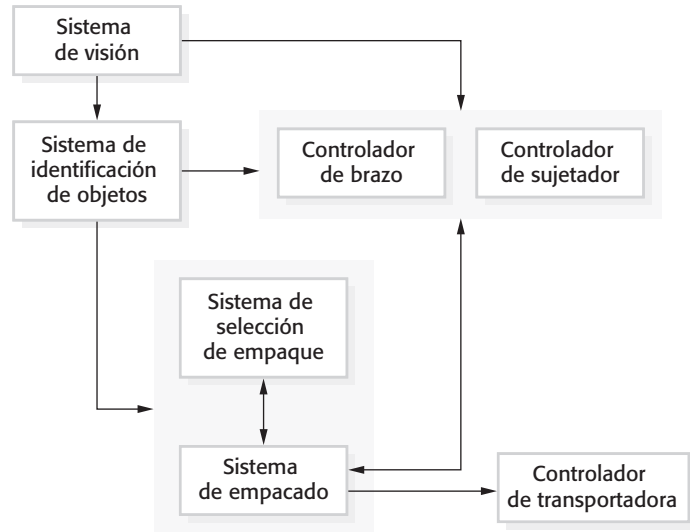 Sistema
de visión
Sistema de
identificación
de objetos
Controlador
de brazo
Controlador
de sujetador
Sistema de
selección
de empaque
Sistema
de empacado
Controlador
de transportadora